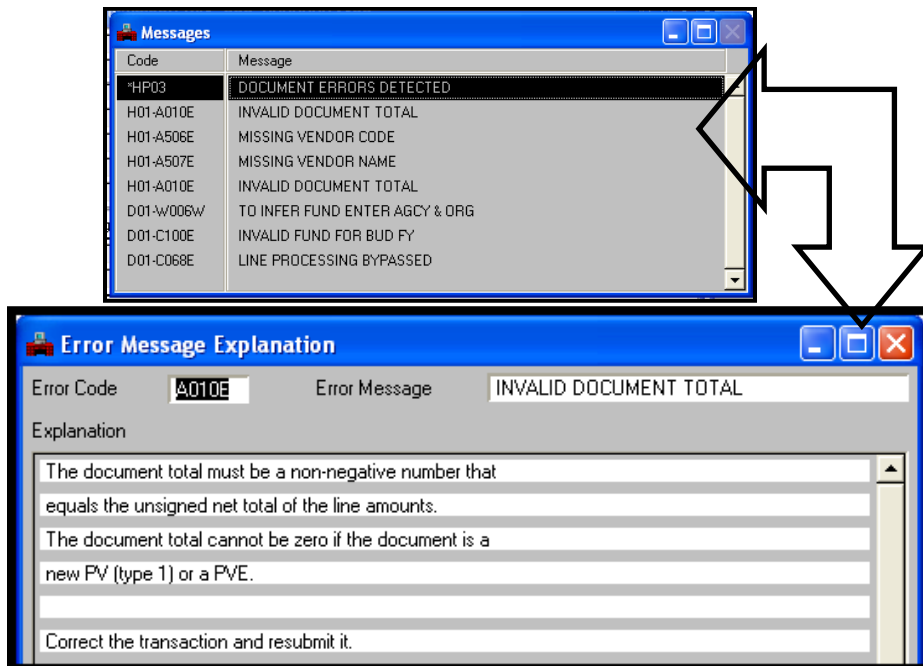 Messages
Code Message
*HP03 DOCUMENT ERRORS DETECTED
H01-A010E INVALID DOCUMENT TOTAL
H01-A506E MISSING VENDOR CODE
H01-A507E MISSING VENDOR NAME
H01-A010E INVALID DOCUMENT TOTAL
D01-W006W TO INFER FUND ENTER AGCY & ORG
D01-C100E INVALID FUND FOR BUD FY
D01-C068E LINE PROCESSING BYPASSED
Error Message Explanation
Error Code A010E Error Message INVALID DOCUMENT TOTAL
Explanation
The document total must be a non-negative number that
equals the unsigned net total of the line amounts.
The document total cannot be zero if the document is a
new PV (type 1) or a PVE.
Correct the transaction and resubmit it.